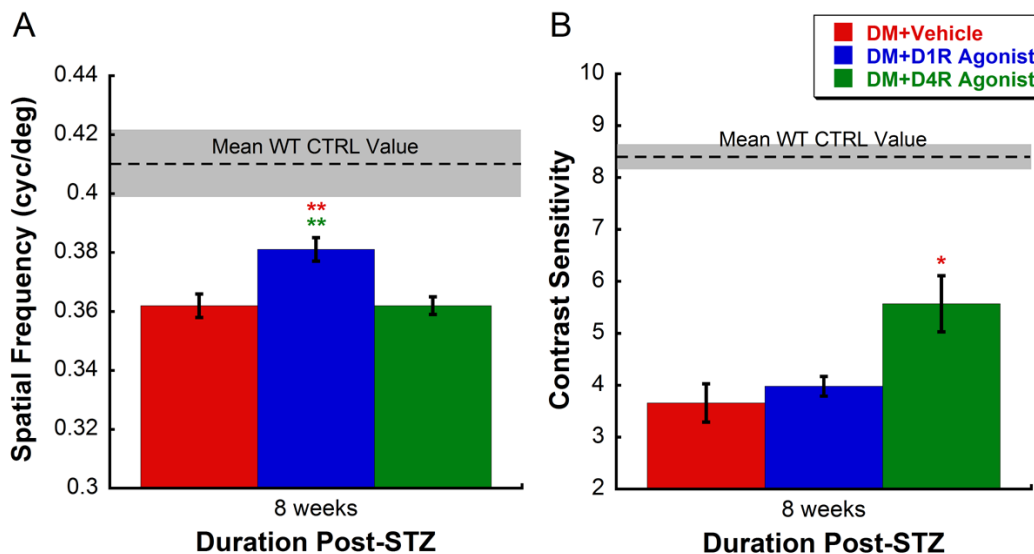 A
Spatial Frequency (cyc/deg)
0.44
0.42
0.4
0.38
0.36
0.34
0.32
0.3
Mean WT CTRL Value
**
**
8 weeks
Duration Post-STZ
B
DM+Vehicle
DM+D1R Agonist
DM+D4R Agonist
Contrast Sensitivity
10
9
8
7
6
5
4
3
2
Mean WT CTRL Value
*
8 weeks
Duration Post-STZ